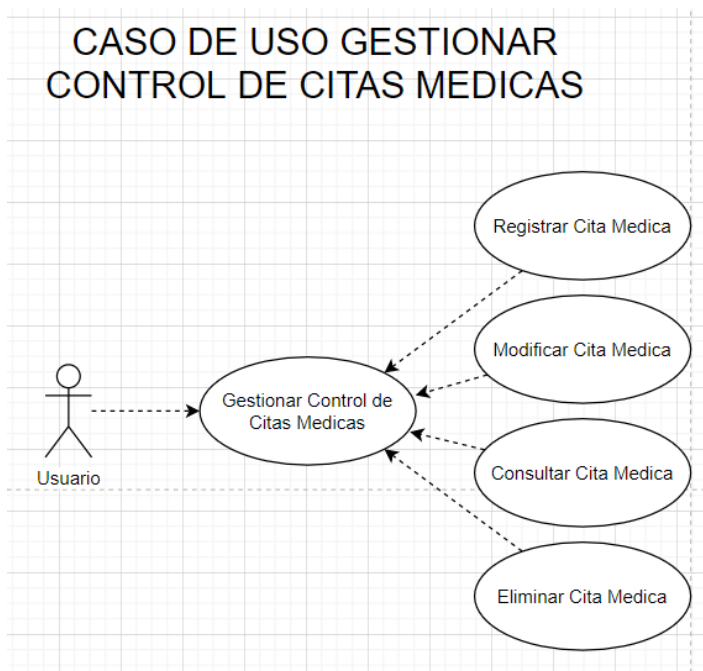 CASO DE USO GESTIONAR
CONTROL DE CITAS MEDICAS
Registrar Cita Medica
Modificar Cita Medica
Gestionar Control de
Citas Medicas
Usuario
Consultar Cita Medica
Eliminar Cita Medica